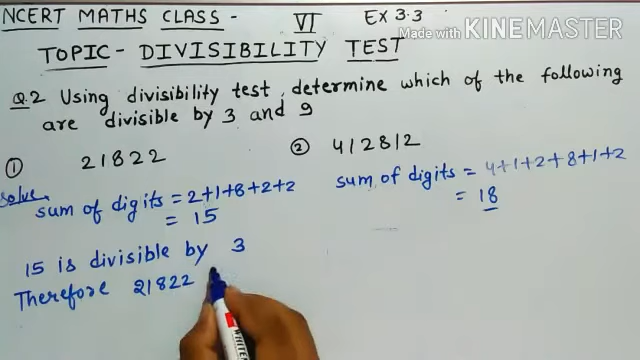 NCERT MATHS CLASS - VI EX 3.3
Made with KINEMASTER
TOPIC - DIVISIBILITY TEST
Q.2 Using divisibility test, determine which of the following
are divisible by 3 and 9
① 21822
② 412812
Solve
sum of digits = 2+1+8+2+2
= 15
sum of digits = 4+1+2+8+1+2
= 18
15 is divisible by 3
Therefore 21822
WHITE